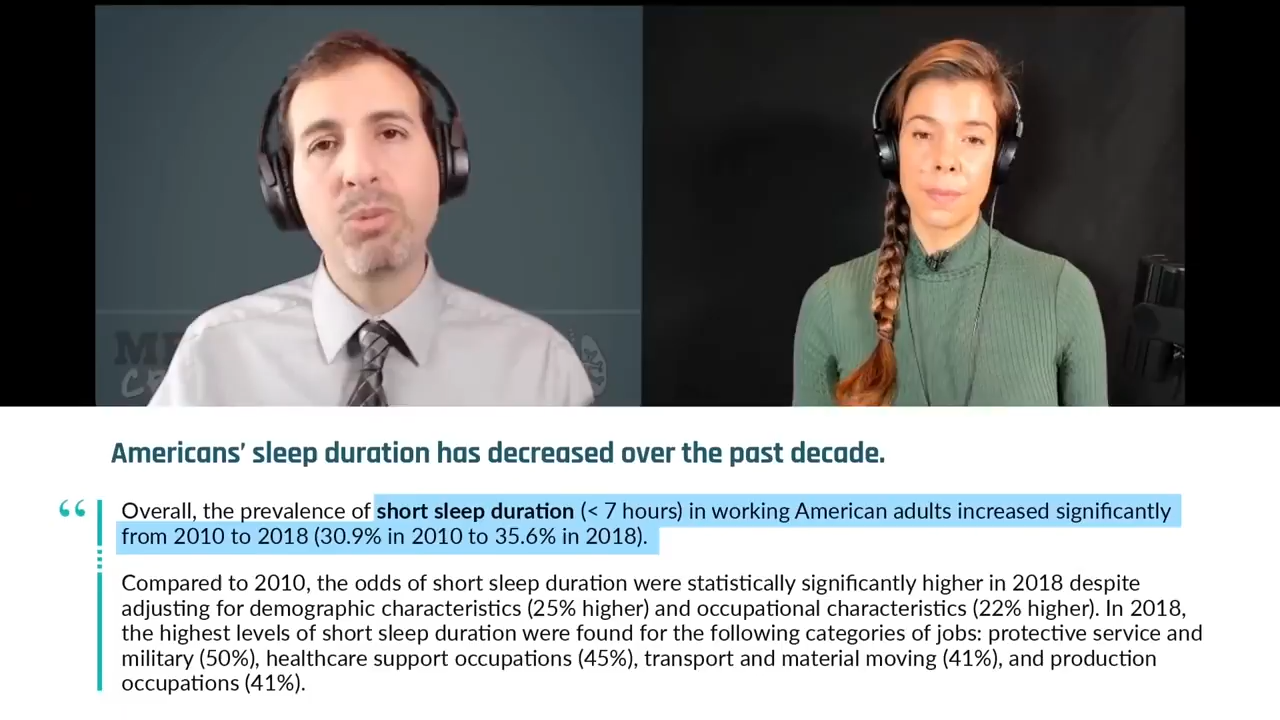 Americans’ sleep duration has decreased over the past decade.
“ Overall, the prevalence of short sleep duration (< 7 hours) in working American adults increased significantly
from 2010 to 2018 (30.9% in 2010 to 35.6% in 2018).
Compared to 2010, the odds of short sleep duration were statistically significantly higher in 2018 despite
adjusting for demographic characteristics (25% higher) and occupational characteristics (22% higher). In 2018,
the highest levels of short sleep duration were found for the following categories of jobs: protective service and
military (50%), healthcare support occupations (45%), transport and material moving (41%), and production
occupations (41%).